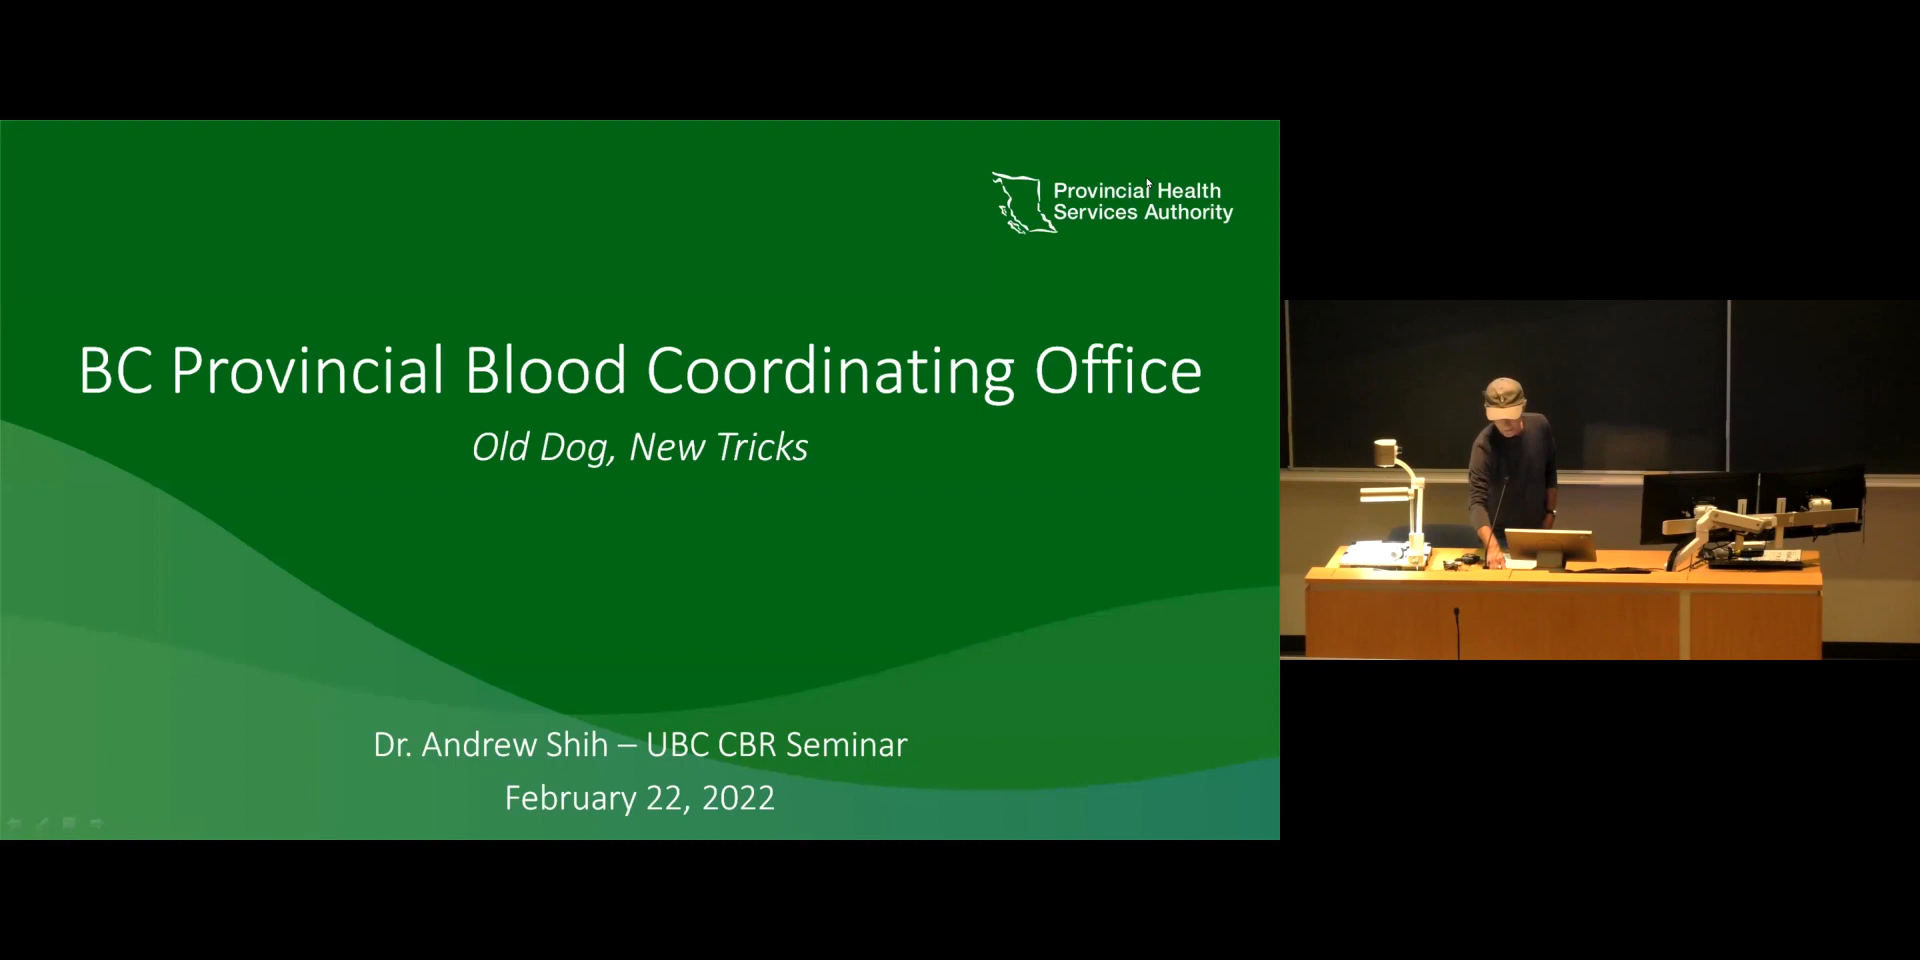 Provincial Health
Services Authority
BC Provincial Blood Coordinating Office
Old Dog, New Tricks
Dr. Andrew Shih – UBC CBR Seminar
February 22, 2022